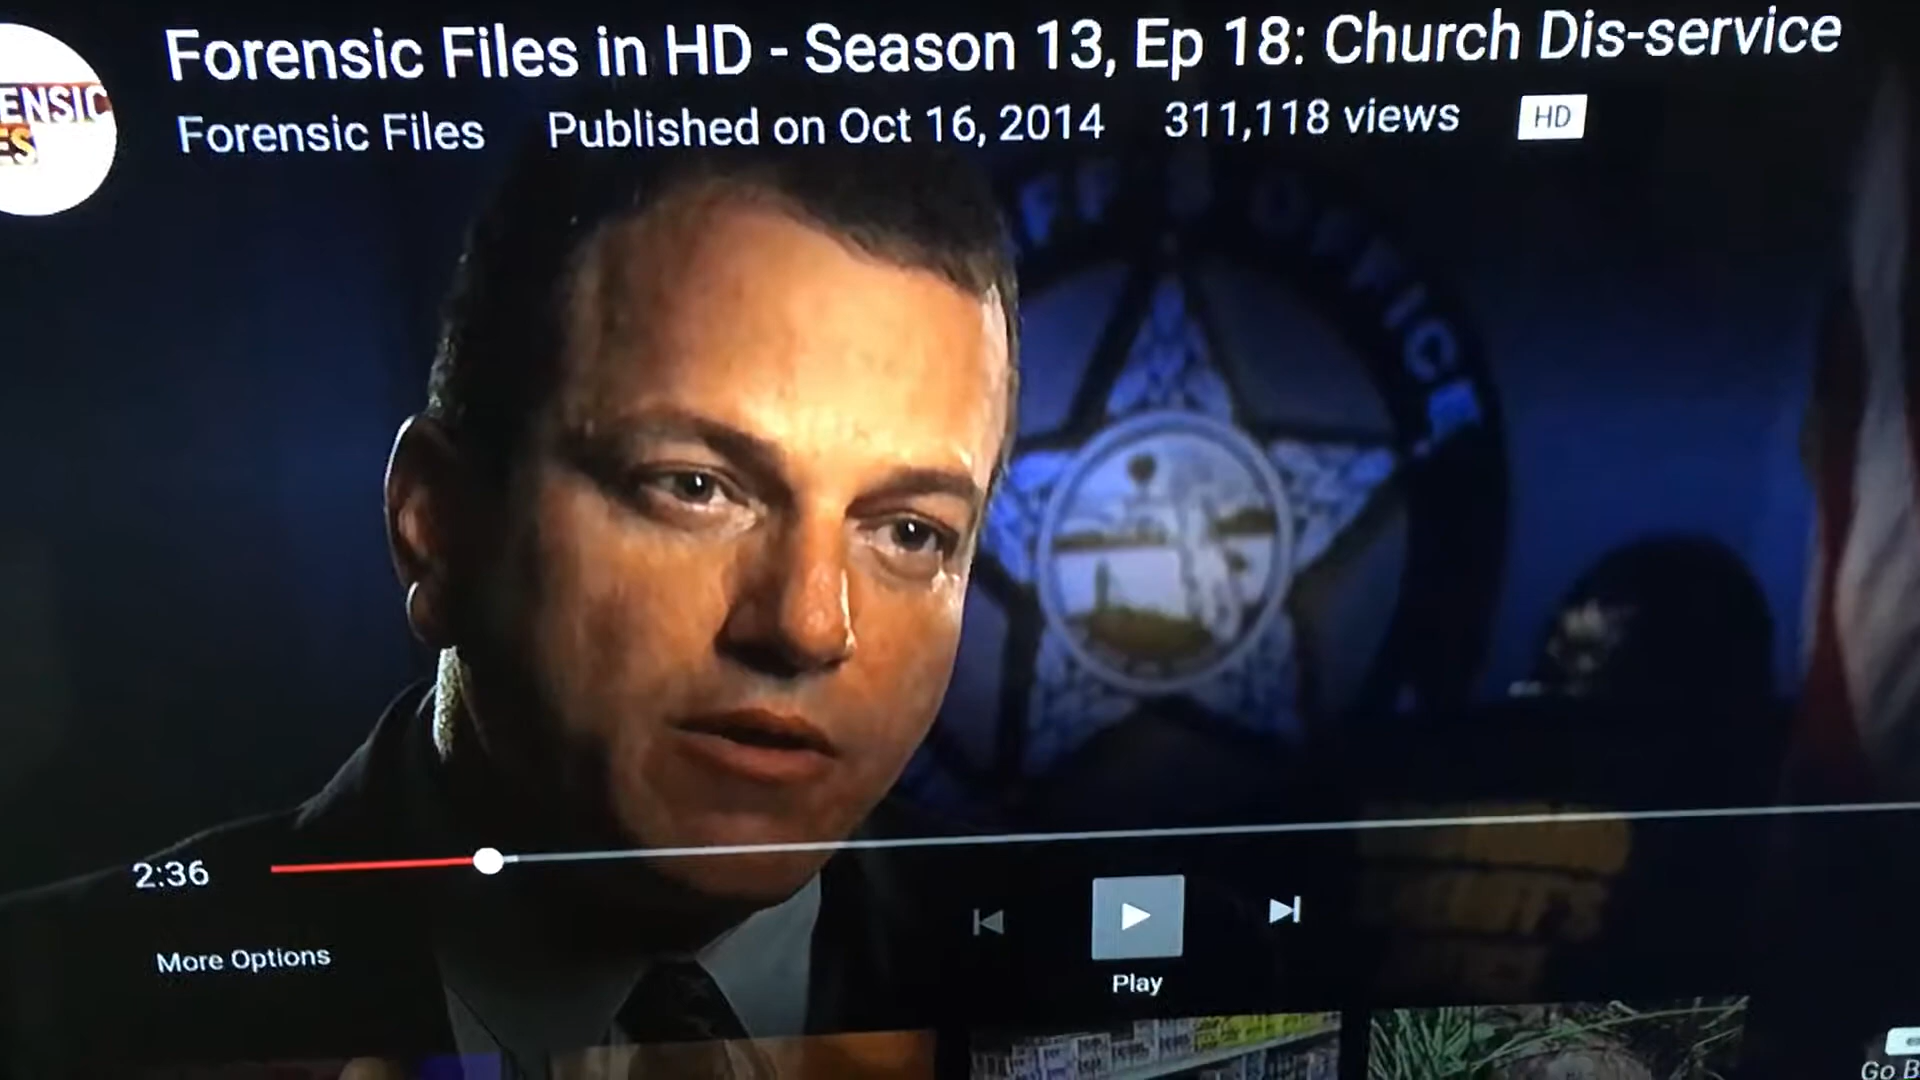 Forensic Files in HD - Season 13, Ep 18: Church Dis-service
ENSIC
ES
Forensic Files Published on Oct 16, 2014 311,118 views HD
OFFICE
2:36
More Options
Play
Go B